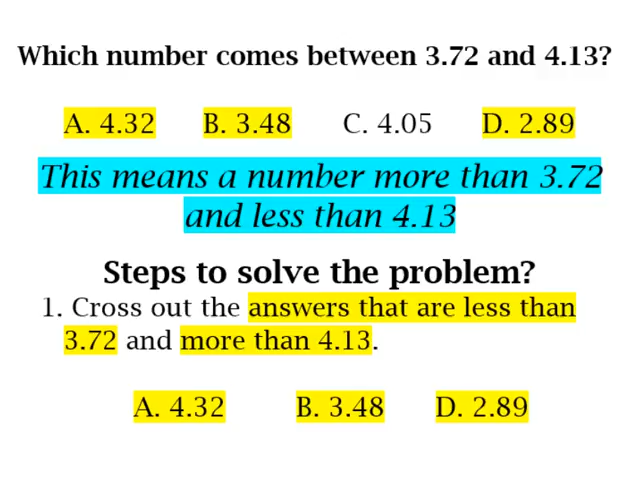 Which number comes between 3.72 and 4.13?
A. 4.32 B. 3.48 C. 4.05 D. 2.89
This means a number more than 3.72
and less than 4.13
Steps to solve the problem?
1. Cross out the answers that are less than
3.72 and more than 4.13.
A. 4.32 B. 3.48 D. 2.89